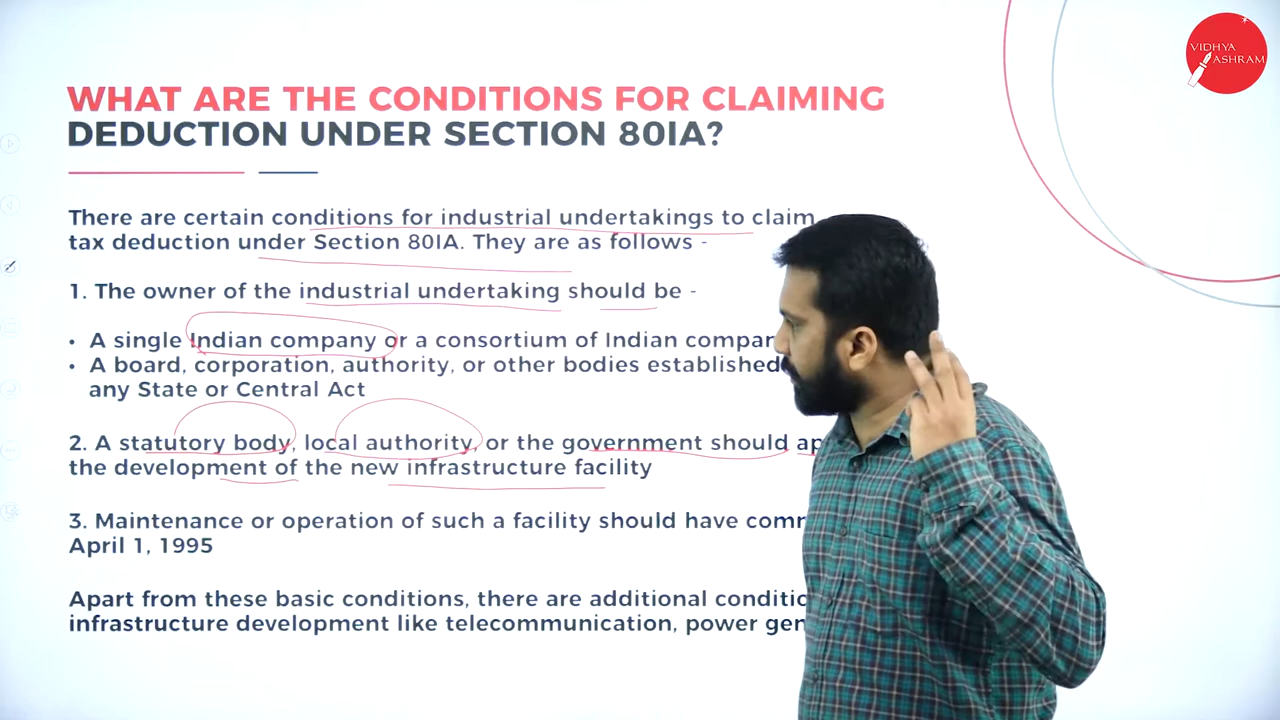 VIDHYA
ASHRAM
WHAT ARE THE CONDITIONS FOR CLAIMING
DEDUCTION UNDER SECTION 80IA?
There are certain conditions for industrial undertakings to claim
tax deduction under Section 80IA. They are as follows -
1. The owner of the industrial undertaking should be -
• A single Indian company or a consortium of Indian
• A board, corporation, authority, or other bodies established
any State or Central Act
2. A statutory body, local authority, or the government should
the development of the new infrastructure facility
3. Maintenance or operation of such a facility should have
April 1, 1995
Apart from these basic conditions, there are additional
infrastructure development like telecommunication, power